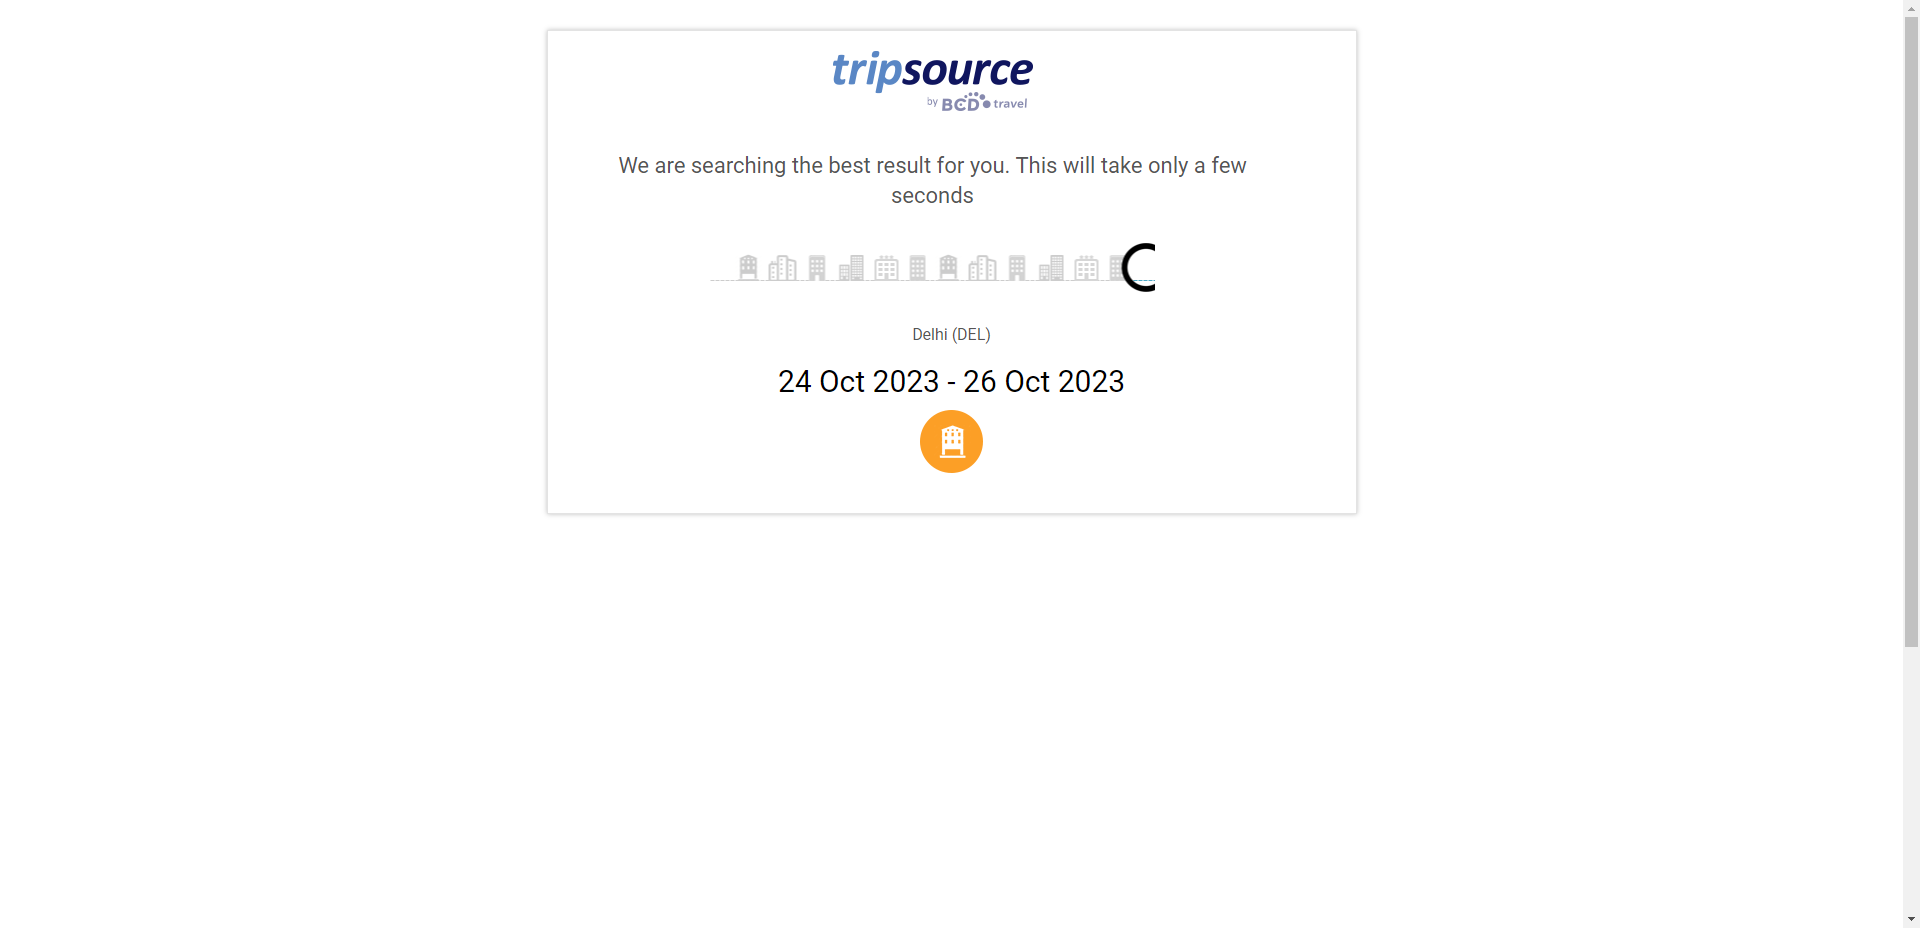 tripsource
by BCD travel
We are searching the best result for you. This will take only a few
seconds
Delhi (DEL)
24 Oct 2023 - 26 Oct 2023